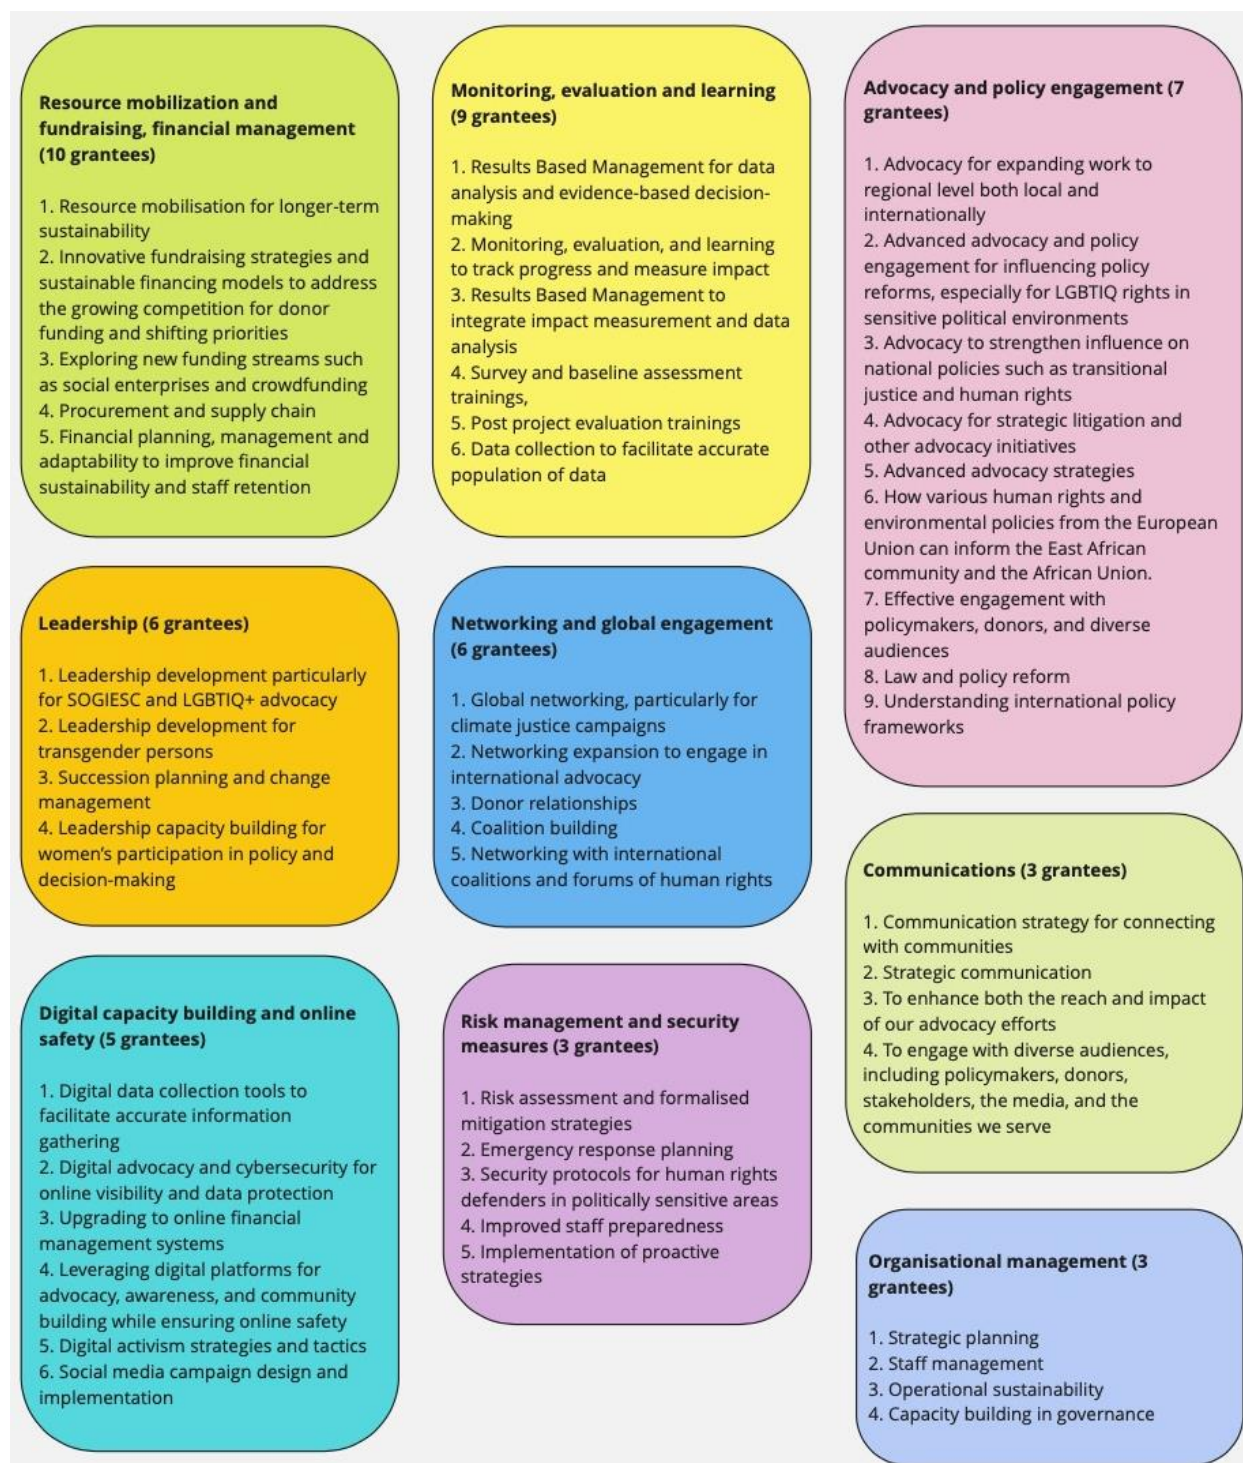 Resource mobilization and
fundraising, financial management
(10 grantees)
1. Resource mobilisation for longer-term
sustainability
2. Innovative fundraising strategies and
sustainable financing models to address
the growing competition for donor
funding and shifting priorities
3. Exploring new funding streams such
as social enterprises and crowdfunding
4. Procurement and supply chain
5. Financial planning, management and
adaptability to improve financial
sustainability and staff retention
Monitoring, evaluation and learning
(9 grantees)
1. Results Based Management for data
analysis and evidence-based decision-
making
2. Monitoring, evaluation, and learning
to track progress and measure impact
3. Results Based Management to
integrate impact measurement and data
analysis
4. Survey and baseline assessment
trainings,
5. Post project evaluation trainings
6. Data collection to facilitate accurate
population of data
Advocacy and policy engagement (7
grantees)
1. Advocacy for expanding work to
regional level both local and
internationally
2. Advanced advocacy and policy
engagement for influencing policy
reforms, especially for LGBTIQ rights in
sensitive political environments
3. Advocacy to strengthen influence on
national policies such as transitional
justice and human rights
4. Advocacy for strategic litigation and
other advocacy initiatives
5. Advanced advocacy strategies
6. How various human rights and
environmental policies from the European
Union can inform the East African
community and the African Union.
7. Effective engagement with
policymakers, donors, and diverse
audiences
8. Law and policy reform
9. Understanding international policy
frameworks
Leadership (6 grantees)
1. Leadership development particularly
for SOGIESC and LGBTIQ+ advocacy
2. Leadership development for
transgender persons
3. Succession planning and change
management
4. Leadership capacity building for
women's participation in policy and
decision-making
Networking and global engagement
(6 grantees)
1. Global networking, particularly for
climate justice campaigns
2. Networking expansion to engage in
international advocacy
3. Donor relationships
4. Coalition building
5. Networking with international
coalitions and forums of human rights
Communications (3 grantees)
1. Communication strategy for connecting
with communities
2. Strategic communication
3. To enhance both the reach and impact
of our advocacy efforts
4. To engage with diverse audiences,
including policymakers, donors,
stakeholders, the media, and the
communities we serve
Digital capacity building and online
safety (5 grantees)
1. Digital data collection tools to
facilitate accurate information
gathering
2. Digital advocacy and cybersecurity for
online visibility and data protection
3. Upgrading to online financial
management systems
4. Leveraging digital platforms for
advocacy, awareness, and community
building while ensuring online safety
5. Digital activism strategies and tactics
6. Social media campaign design and
implementation
Risk management and security
measures (3 grantees)
1. Risk assessment and formalised
mitigation strategies
2. Emergency response planning
3. Security protocols for human rights
defenders in politically sensitive areas
4. Improved staff preparedness
5. Implementation of proactive
strategies
Organisational management (3
grantees)
1. Strategic planning
2. Staff management
3. Operational sustainability
4. Capacity building in governance